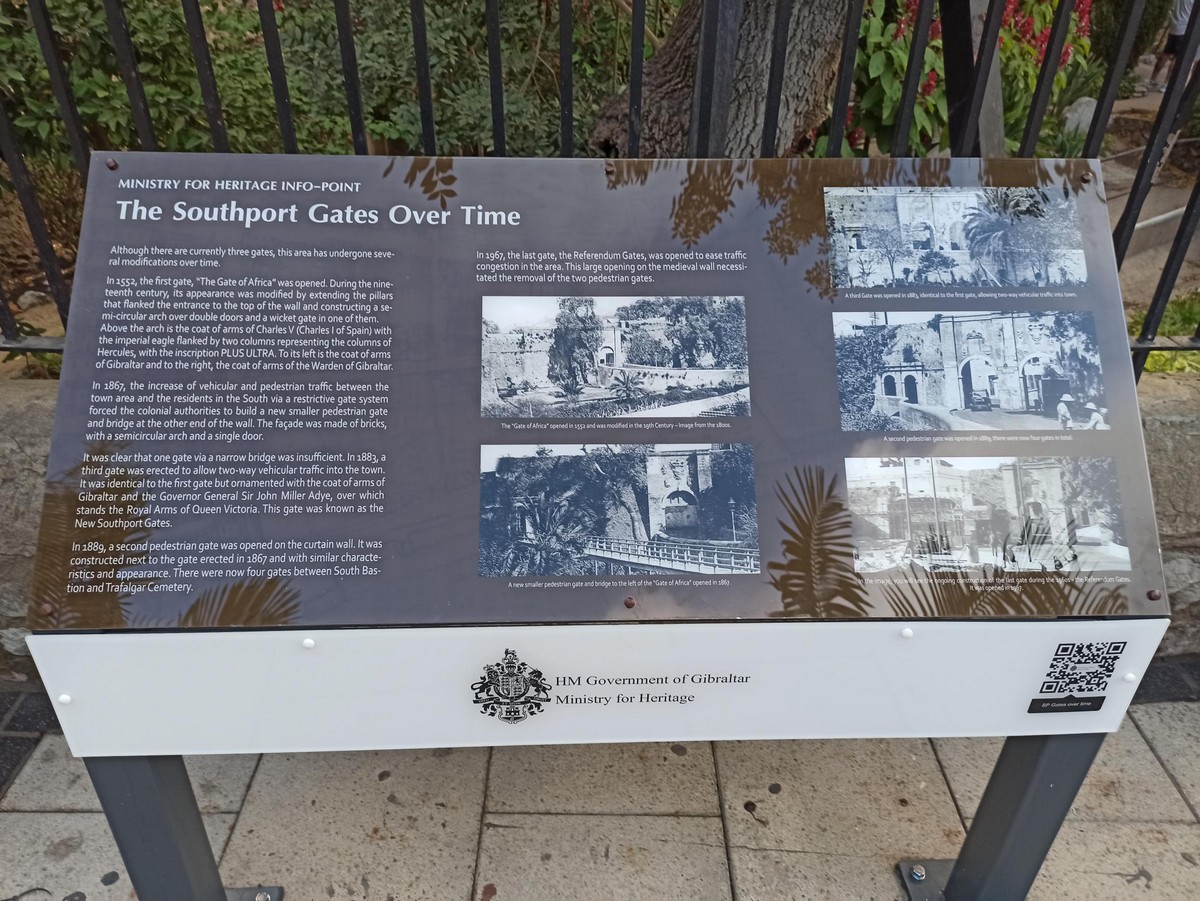 MINISTRY FOR HERITAGE INFO-POINT
The Southport Gates Over Time
Although there are currently three gates, this area has undergone seve-
ral modifications over time.
In 1552, the first gate, "The Gate of Africa" was opened. During the nine-
teenth century, its appearance was modified by extending the pillars
that flanked the entrance to the top of the wall and constructing a se-
mi-circular arch over double doors and a wicket gate in one of them.
Above the arch is the coat of arms of Charles V (Charles I of Spain) with
the imperial eagle flanked by two columns representing the columns of
Hercules, with the inscription PLUS ULTRA. To its left is the coat of arms
of Gibraltar and to the right, the coat of arms of the Warden of Gibraltar.
In 1867, the increase of vehicular and pedestrian traffic between the
town area and the residents in the South via a restrictive gate system
forced the colonial authorities to build a new smaller pedestrian gate
and bridge at the other end of the wall. The façade was made of bricks,
with a semicircular arch and a single door.
It was clear that one gate via a narrow bridge was insufficient. In 1883, a
third gate was erected to allow two-way vehicular traffic into the town.
It was identical to the first gate but ornamented with the coat of arms of
Gibraltar and the Governor General Sir John Miller Adye, over which
stands the Royal Arms of Queen Victoria. This gate was known as the
New Southport Gates.
In 1889, a second pedestrian gate was opened on the curtain wall. It was
constructed next to the gate erected in 1867 and with similar characte-
ristics and appearance. There were now four gates between South Bas-
tion and Trafalgar Cemetery.
In 1967, the last gate, the Referendum Gates, was opened to ease traffic
congestion in the area. This large opening on the medieval wall necessi-
tated the removal of the two pedestrian gates.
The "Gate of Africa" opened in 1552 and was modified in the 19th Century – Image from the 1800s.
A new smaller pedestrian gate and bridge to the left of the "Gate of Africa" opened in 1867
A third Gate was opened in 1883, identical to the first gate, allowing two-way vehicular traffic into town.
A second pedestrian gate was opened in 1889, there were now four gates in total.
In the image, you will see the ongoing construction of the last gate during the 1960s - the Referendum Gates.
It was opened in 1967.
HM Government of Gibraltar
Ministry for Heritage
SP Gates over time